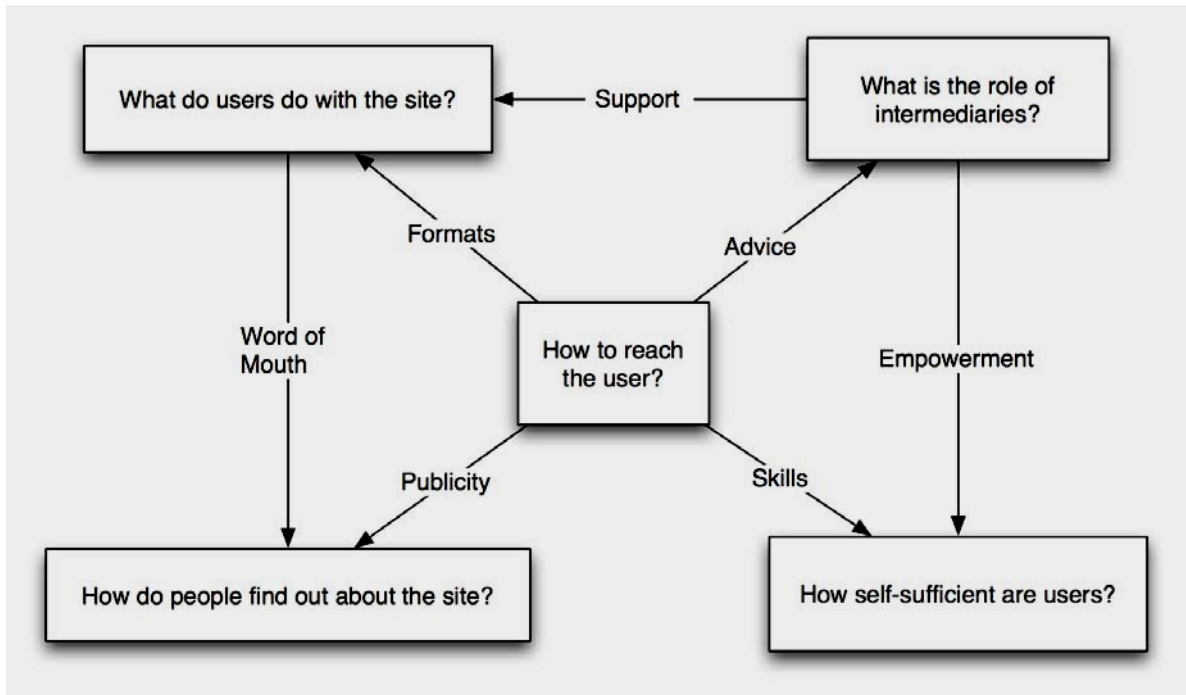 What do users do with the site?
Support
What is the role of
intermediaries?
Formats
Advice
Word of
Mouth
How to reach
the user?
Empowerment
Publicity
Skills
How do people find out about the site?
How self-sufficient are users?